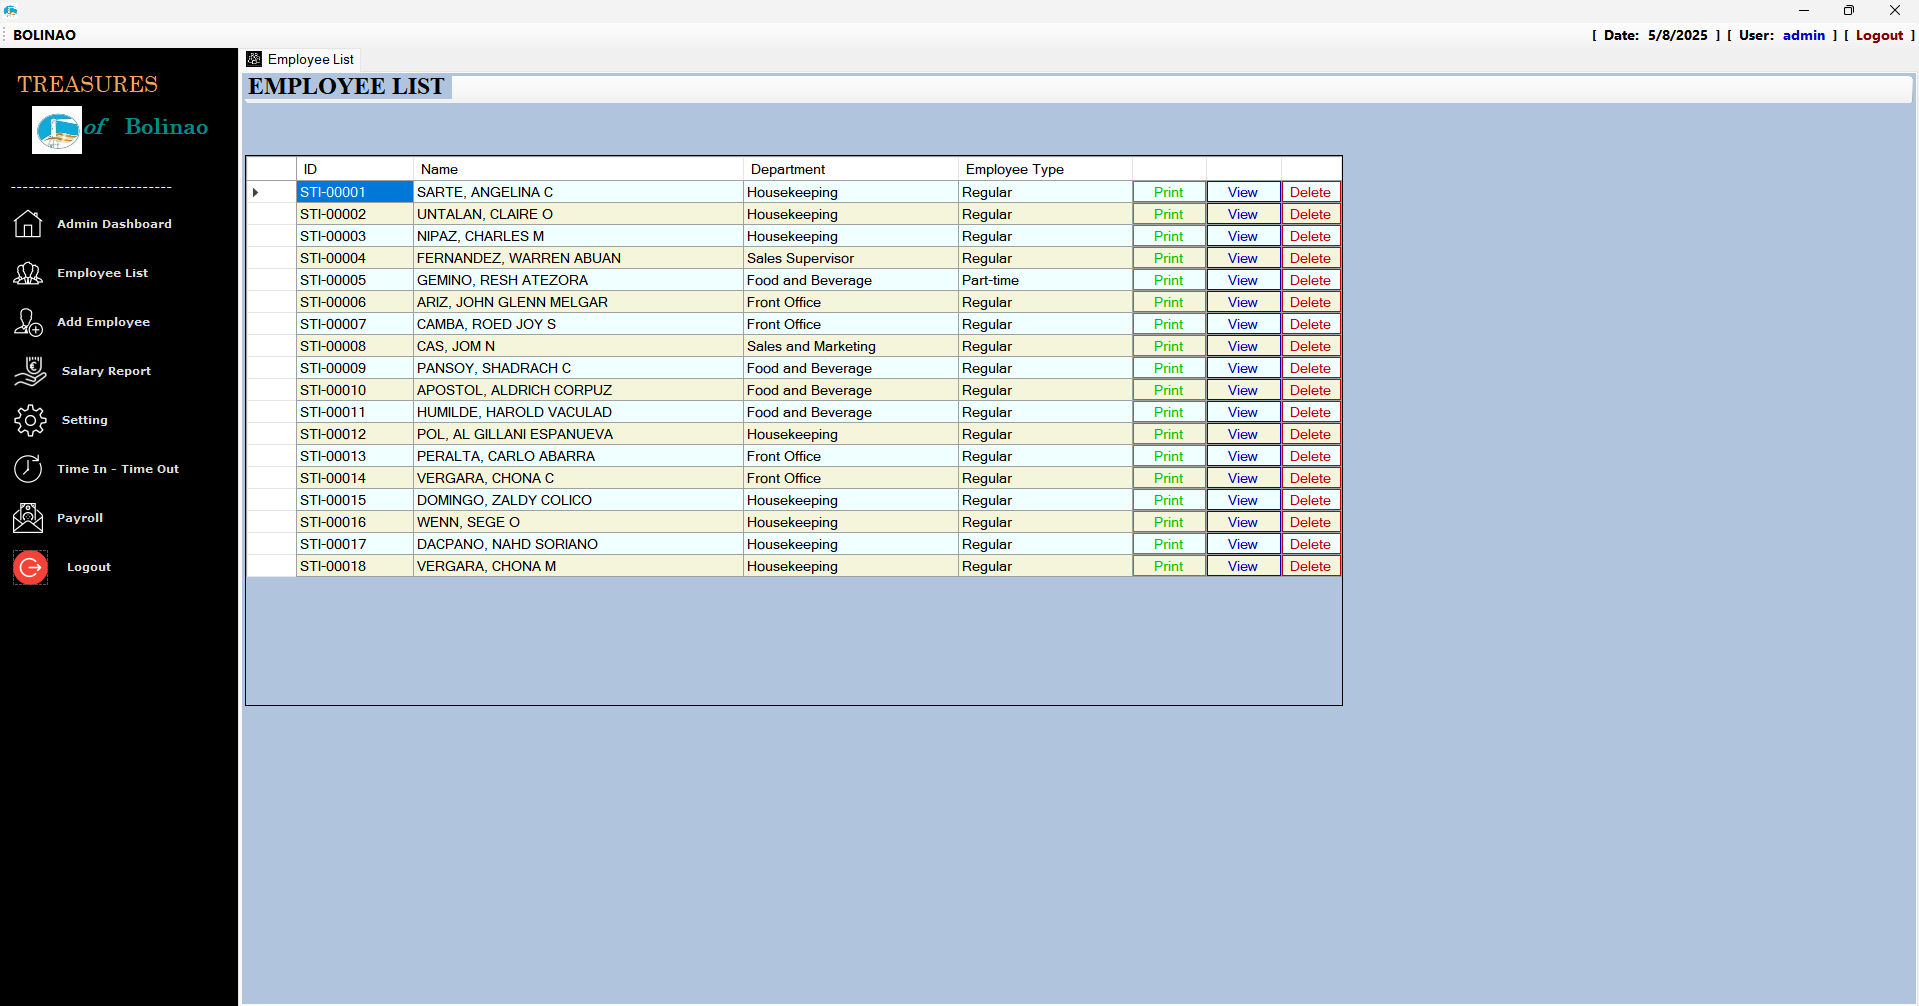 BOLINAO
[ Date: 5/8/2025 ] [ User: admin ] [ Logout ]
TREASURES
of Bolinao
---------------------------
Admin Dashboard
Employee List
Add Employee
Salary Report
Setting
Time In - Time Out
Payroll
Logout
Employee List
EMPLOYEE LIST
ID Name Department Employee Type
STI-00001 SARTE, ANGELINA C Housekeeping Regular Print View Delete
STI-00002 UNTALAN, CLAIRE O Housekeeping Regular Print View Delete
STI-00003 NIPAZ, CHARLES M Housekeeping Regular Print View Delete
STI-00004 FERNANDEZ, WARREN ABUAN Sales Supervisor Regular Print View Delete
STI-00005 GEMINO, RESH ATEZORA Food and Beverage Part-time Print View Delete
STI-00006 ARIZ, JOHN GLENN MELGAR Front Office Regular Print View Delete
STI-00007 CAMBA, ROED JOY S Front Office Regular Print View Delete
STI-00008 CAS, JOM N Sales and Marketing Regular Print View Delete
STI-00009 PANSOY, SHADRACH C Food and Beverage Regular Print View Delete
STI-00010 APOSTOL, ALDRICH CORPUZ Food and Beverage Regular Print View Delete
STI-00011 HUMILDE, HAROLD VACULAD Food and Beverage Regular Print View Delete
STI-00012 POL, AL GILLANI ESPANUEVA Housekeeping Regular Print View Delete
STI-00013 PERALTA, CARLO ABARRA Front Office Regular Print View Delete
STI-00014 VERGARA, CHONA C Front Office Regular Print View Delete
STI-00015 DOMINGO, ZALDY COLICO Housekeeping Regular Print View Delete
STI-00016 WENN, SEGE O Housekeeping Regular Print View Delete
STI-00017 DACPANO, NAHD SORIANO Housekeeping Regular Print View Delete
STI-00018 VERGARA, CHONA M Housekeeping Regular Print View Delete